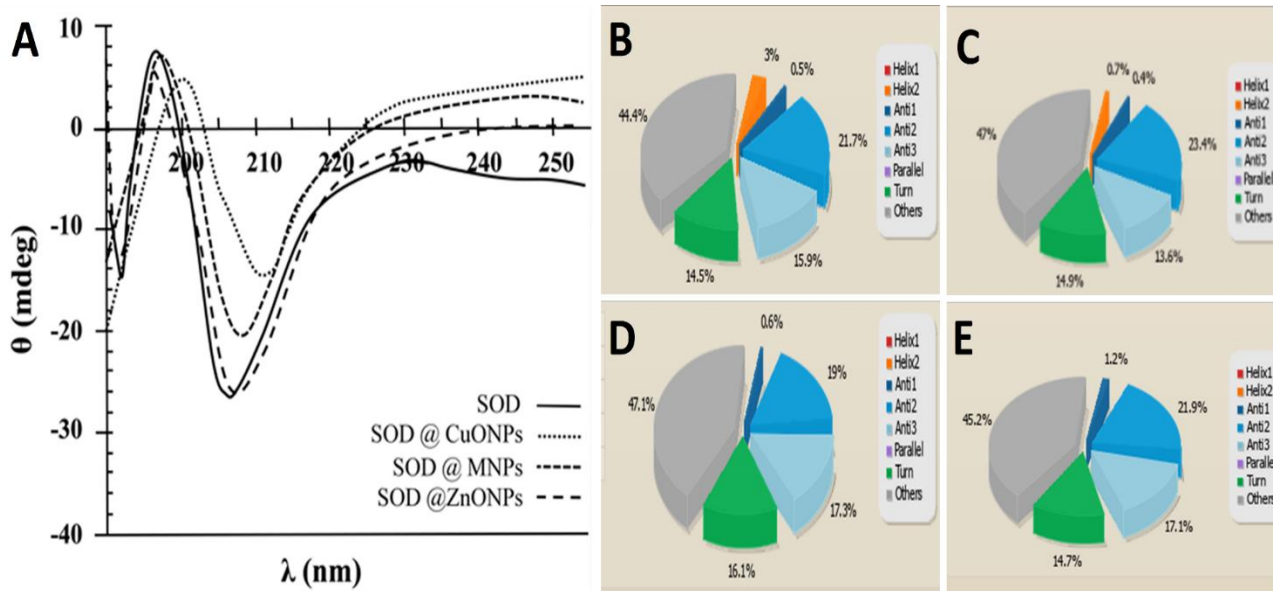 A
10
0
-10
-20
-30
-40
200
210
220
230
240
250
θ (mdeg)
λ (nm)
SOD
SOD @ CuONPs
SOD @ MNPs
SOD @ZnONPs
B
3%
0.5%
44.4%
21.7%
15.9%
14.5%
Helix1
Helix2
Anti1
Anti2
Anti3
Parallel
Turn
Others
C
0.7%
0.4%
47%
23.4%
13.6%
14.9%
Helix1
Helix2
Anti1
Anti2
Anti3
Parallel
Turn
Others
D
0.6%
19%
47.1%
17.3%
16.1%
Helix1
Helix2
Anti1
Anti2
Anti3
Parallel
Turn
Others
E
1.2%
21.9%
45.2%
17.1%
14.7%
Helix1
Helix2
Anti1
Anti2
Anti3
Paralle
Turn
Others